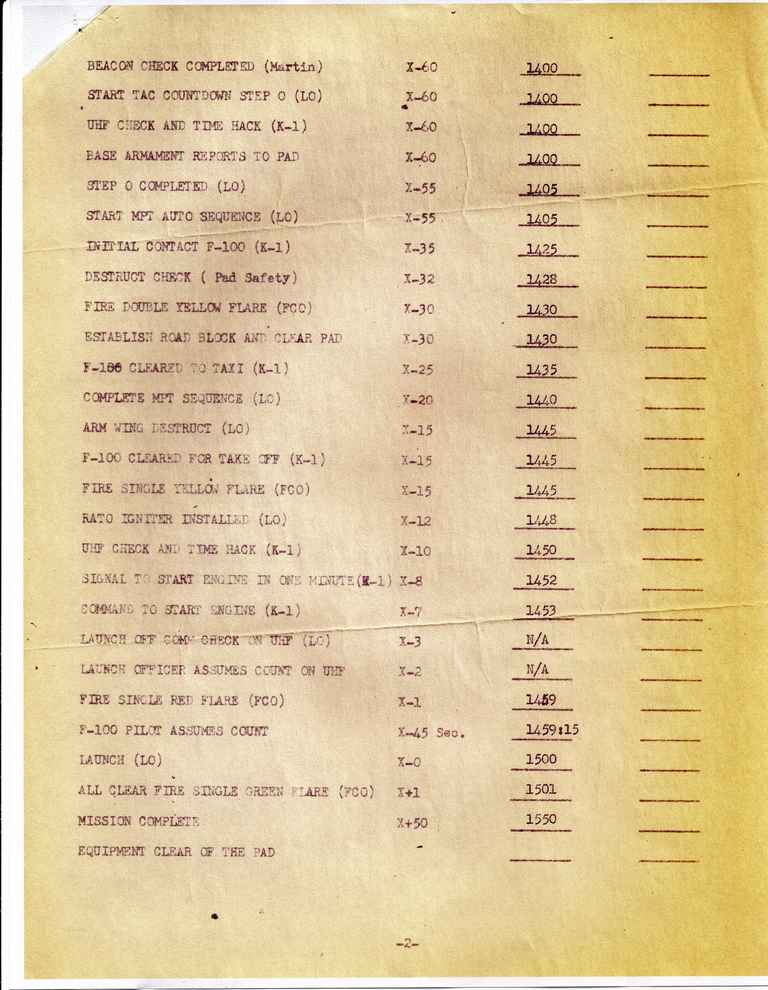 BEACON CHECK COMPLETED (Martin) X-60 1400
START TAC COUNTDOWN STEP O (LO) X-60 1400
UHF CHECK AND TIME HACK (K-1) X-60 1400
BASE ARMAMENT REPORTS TO PAD X-60 1400
STEP O COMPLETED (LO) X-55 1405
START MPT AUTO SEQUENCE (LO) X-55 1405
INITIAL CONTACT F-100 (K-1) X-35 1425
DESTRUCT CHECK ( Pad Safety) X-32 1428
FIRE DOUBLE YELLOW FLARE (FCO) X-30 1430
ESTABLISH ROAD BLOCK AND CLEAR PAD X-30 1430
F-100 CLEARED TO TAXI (K-1) X-25 1435
COMPLETE MPT SEQUENCE (LO) X-20 1440
ARM WING DESTRUCT (LO) X-15 1445
F-100 CLEARED FOR TAKE OFF (K-1) X-15 1445
FIRE SINGLE YELLOW FLARE (FCO) X-15 1445
RATO IGNITER INSTALLED (LO) X-12 1448
UHF CHECK AND TIME HACK (K-1) X-10 1450
SIGNAL TO START ENGINE IN ONE MINUTE(K-1) X-8 1452
COMMAND TO START ENGINE (K-1) X-7 1453
LAUNCH OFF COMM CHECK ON UHF (LO) X-3 N/A
LAUNCH OFFICER ASSUMES COUNT ON UHF X-2 N/A
FIRE SINGLE RED FLARE (FCO) X-1 1459
F-100 PILOT ASSUMES COUNT X-45 Sec. 1459:15
LAUNCH (LO) X-0 1500
ALL CLEAR FIRE SINGLE GREEN FLARE (FCO) X+1 1501
MISSION COMPLETE X+50 1550
EQUIPMENT CLEAR OF THE PAD
-2-